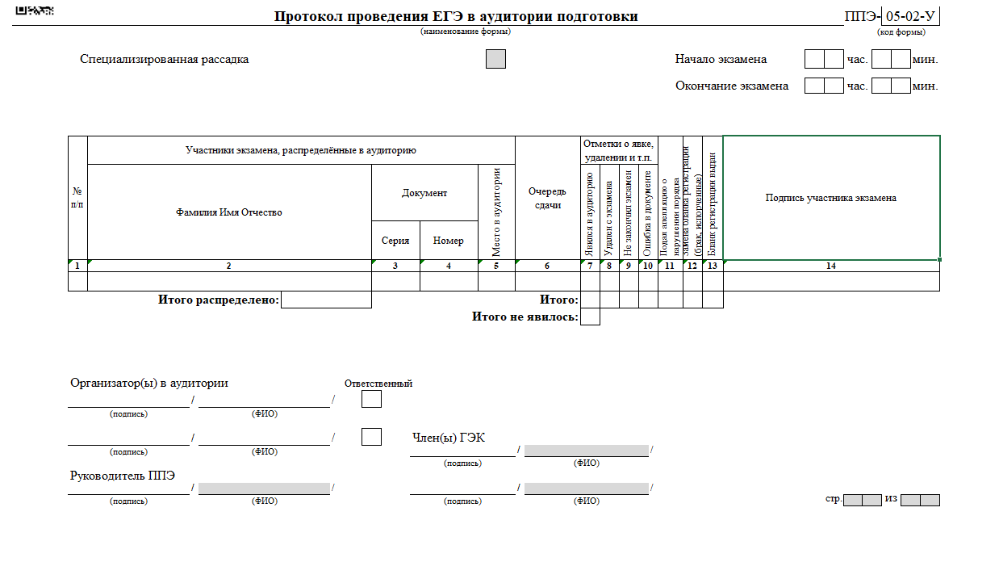 Протокол проведения ЕГЭ в аудитории подготовки
ППЭ- 05-02-У
(наименование формы)
(код формы)
Специализированная рассадка
Начало экзамена час. мин.
Окончание экзамена час. мин.
№ п/п
Участники экзамена, распределённые в аудиторию
Фамилия Имя Отчество
Документ
Серия
Номер
Место в аудитории
Очередь
сдачи
Отметки о явке,
удалении и т.п.
Явился в аудиторию
Удален с экзамена
Не закончил экзамен
Ошибка в документе
Подал апелляцию о
нарушении порядка
Замена бланка регистрации
(брак, испорченные)
Бланк регистрации выдан
Подпись участника экзамена
1 2 3 4 5 6 7 8 9 10 11 12 13 14
Итого распределено:
Итого:
Итого не явилось:
Организатор(ы) в аудитории
Ответственный
/ /
(подпись) (ФИО)
/ /
(подпись) (ФИО)
Член(ы) ГЭК
/ /
(подпись) (ФИО)
Руководитель ППЭ
/ / / /
(подпись) (ФИО) (подпись) (ФИО)
стр. из